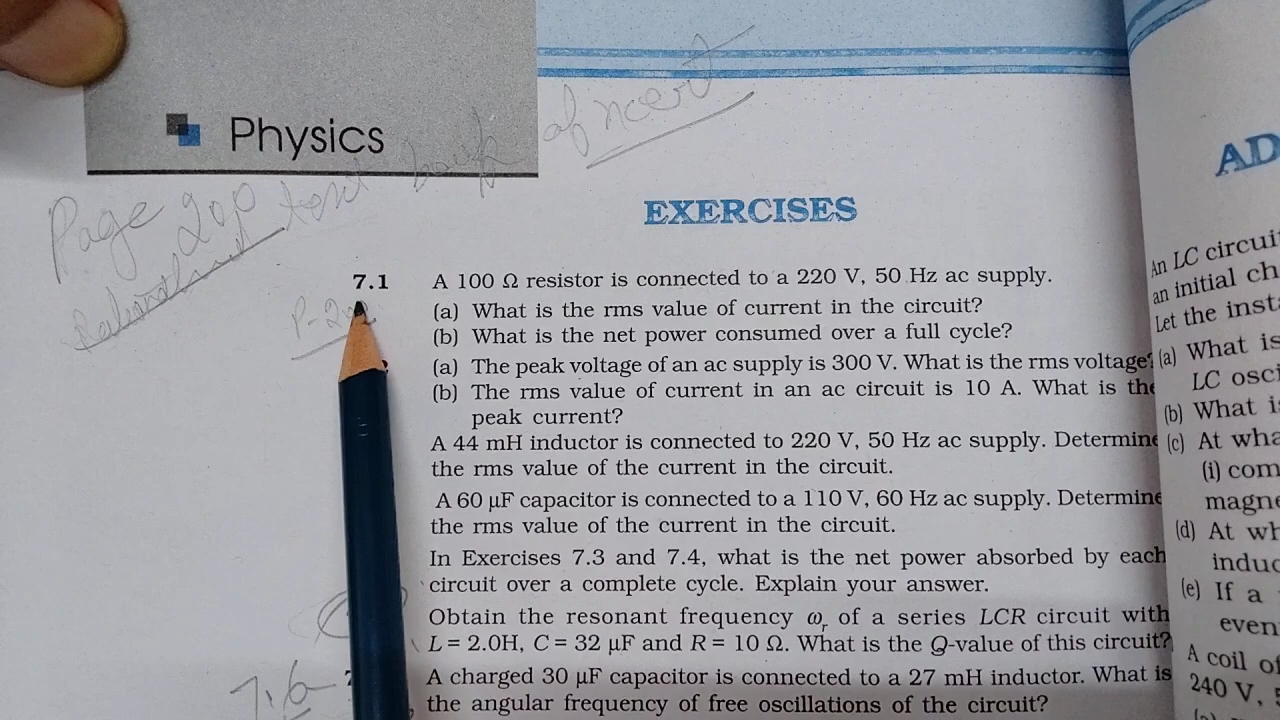 Physics
Page 200 text book of ncert
EXERCISES
7.1 A 100 Ω resistor is connected to a 220 V, 50 Hz ac supply.
(a) What is the rms value of current in the circuit?
(b) What is the net power consumed over a full cycle?
(a) The peak voltage of an ac supply is 300 V. What is the rms voltage?
(b) The rms value of current in an ac circuit is 10 A. What is the
peak current?
A 44 mH inductor is connected to 220 V, 50 Hz ac supply. Determine
the rms value of the current in the circuit.
A 60 μF capacitor is connected to a 110 V, 60 Hz ac supply. Determine
the rms value of the current in the circuit.
In Exercises 7.3 and 7.4, what is the net power absorbed by each
circuit over a complete cycle. Explain your answer.
Obtain the resonant frequency ωr of a series LCR circuit with
L = 2.0H, C = 32 μF and R = 10 Ω. What is the Q-value of this circuit?
7.6
A charged 30 μF capacitor is connected to a 27 mH inductor. What is
the angular frequency of free oscillations of the circuit?
AD
An LC circuit
an initial ch
Let the insta
(a) What is
LC osci
(b) What is
(c) At wha
(i) com
magne
(d) At wh
induc
(e) If a
even
A coil of
240 V,